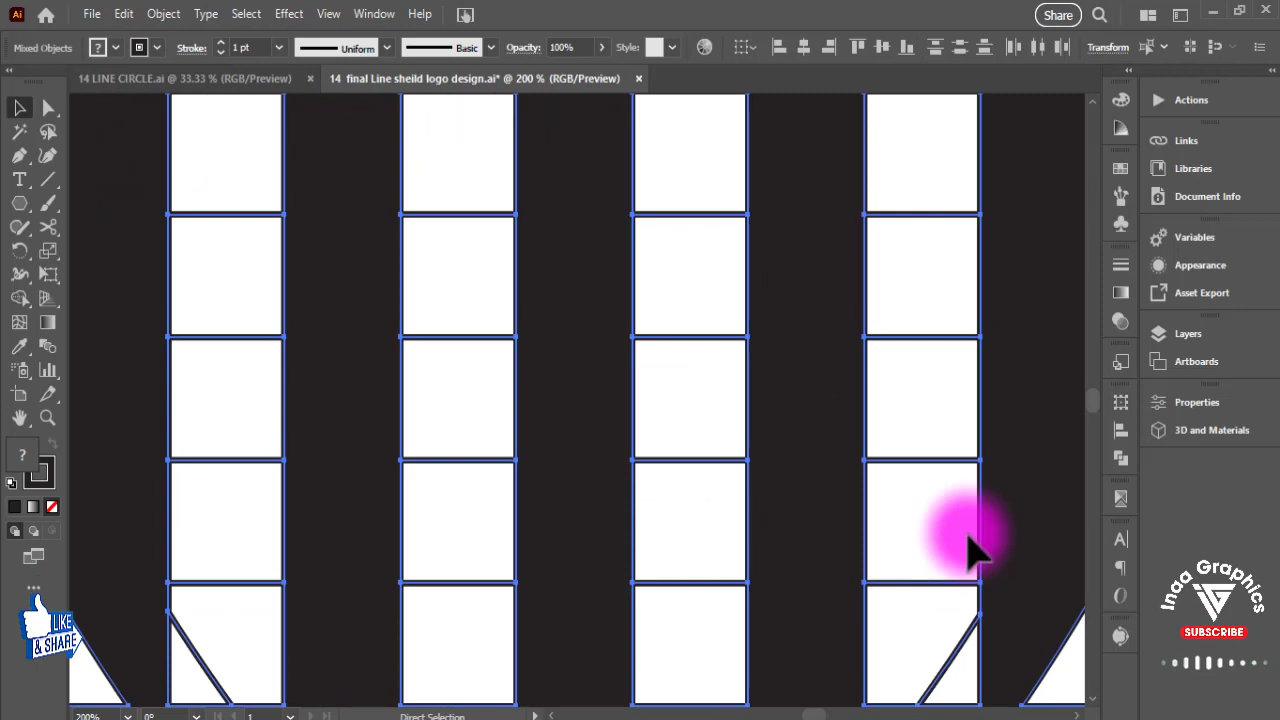 Ai File Edit Object Type Select Effect View Window Help Share
Mixed Objects ? Stroke: 1 pt Uniform Basic Opacity: 100% Style: Transform
14 LINE CIRCLE.ai @ 33.33 % (RGB/Preview) × 14 final Line sheild logo design.ai* @ 200 % (RGB/Preview) ×
Actions
Links
Libraries
Document Info
Variables
Appearance
Asset Export
Layers
Artboards
Properties
3D and Materials
?
LIKE
& SHARE
Inaa Graphics
SUBSCRIBE
200% 0° 1 Direct Selection